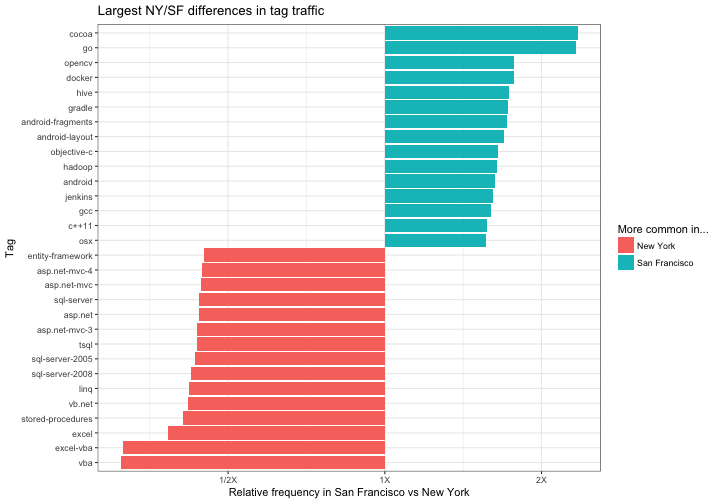 Largest NY/SF differences in tag traffic
cocoa
go
opencv
docker
hive
gradle
android-fragments
android-layout
objective-c
hadoop
android
jenkins
gcc
c++11
osx
entity-framework
asp.net-mvc-4
asp.net-mvc
sql-server
asp.net
asp.net-mvc-3
tsql
sql-server-2005
sql-server-2008
linq
vb.net
stored-procedures
excel
excel-vba
vba
Tag
1/2X
1X
2X
Relative frequency in San Francisco vs New York
More common in...
New York
San Francisco